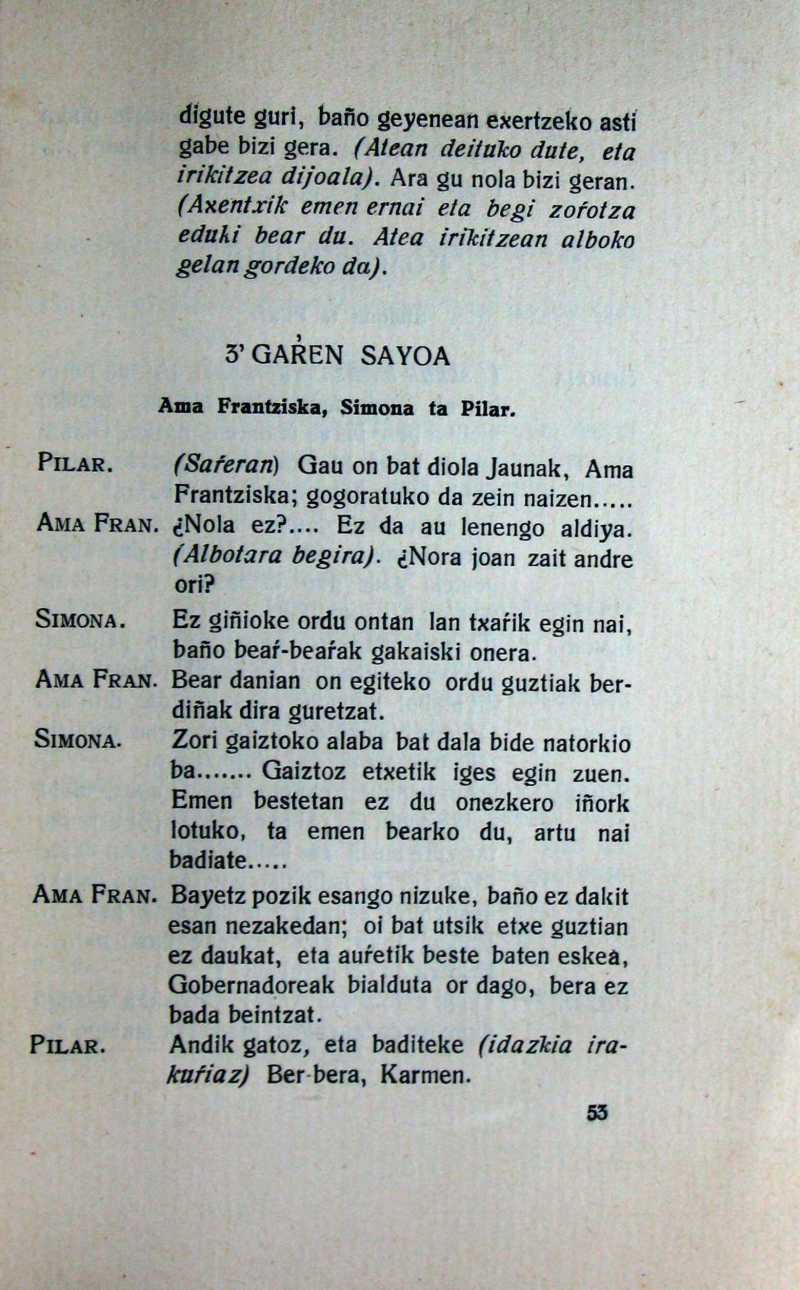 digute guri, baño geyenean exertzeko asti
gabe bizi gera. (Atean deituko dute, eta
irikitzea dijoala). Ara gu nola bizi geran.
(Axentxik emen ernai eta begi zoŕotza
eduki bear du. Atea irikitzean alboko
gelan gordeko da).
3' GAŔEN SAYOA
Ama Frantziska, Simona ta Pilar.
PILAR. (Saŕeran) Gau on bat diola Jaunak, Ama
Frantziska; gogoratuko da zein naizen.....
AMA FRAN. ¿Nola ez?.... Ez da au lenengo aldiya.
(Albotara begira). ¿Nora joan zait andre
ori?
SIMONA. Ez giñioke ordu ontan lan txaŕik egin nai,
baño beaŕ-beaŕak gakaiski onera.
AMA FRAN. Bear danian on egiteko ordu guztiak ber-
diñak dira guretzat.
SIMONA. Zori gaiztoko alaba bat dala bide natorkio
ba....... Gaiztoz etxetik iges egin zuen.
Emen bestetan ez du onezkero iñork
lotuko, ta emen bearko du, artu nai
badiate.....
AMA FRAN. Bayetz pozik esango nizuke, baño ez dakit
esan nezakedan; oi bat utsik etxe guztian
ez daukat, eta auŕetik beste baten eskea,
Gobernadoreak bialduta or dago, bera ez
bada beintzat.
PILAR. Andik gatoz, eta baditeke (idazkia ira-
kuŕiaz) Ber-bera, Karmen.
53